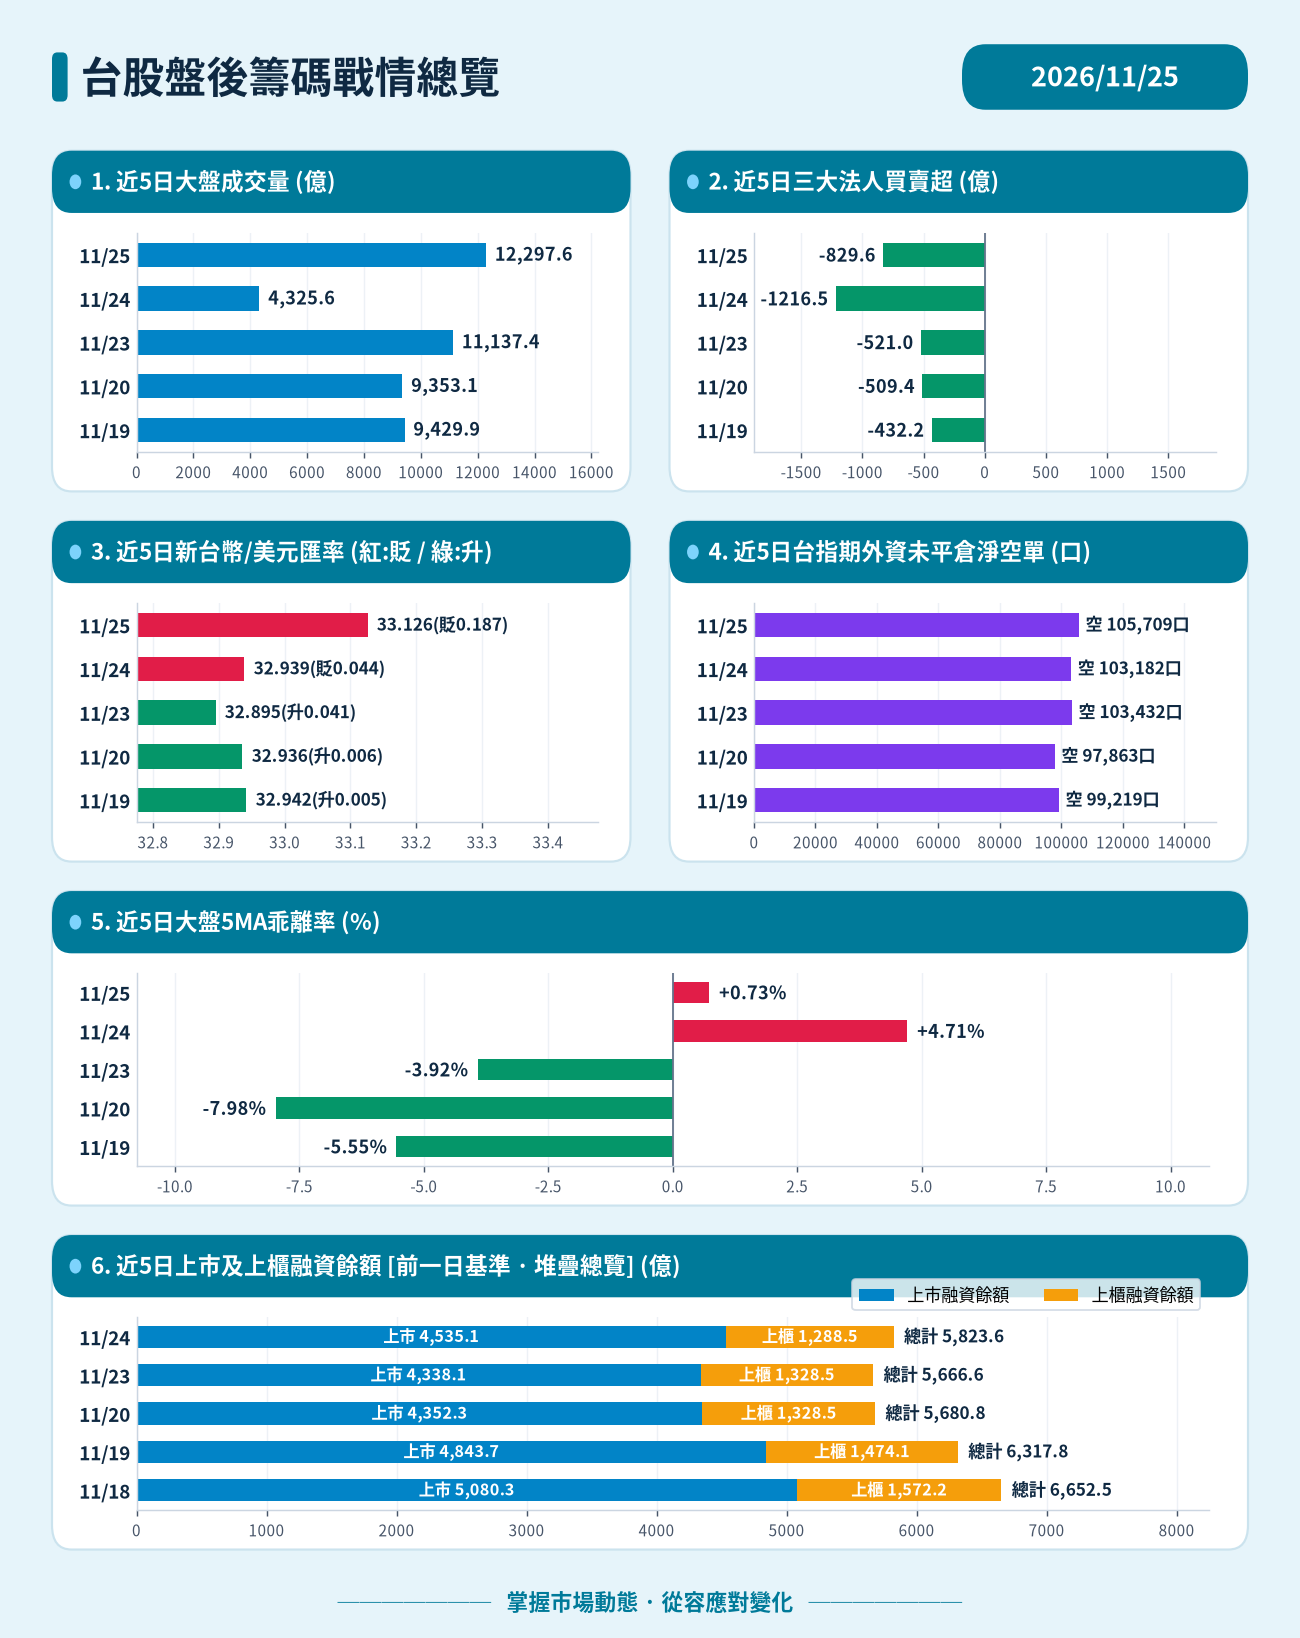 台股盤後籌碼戰情總覽
2026/11/25
1. 近5日大盤成交量 (億)
11/25 12,297.6
11/24 4,325.6
11/23 11,137.4
11/20 9,353.1
11/19 9,429.9
0 2000 4000 6000 8000 10000 12000 14000 16000
2. 近5日三大法人買賣超 (億)
11/25 -829.6
11/24 -1216.5
11/23 -521.0
11/20 -509.4
11/19 -432.2
-1500 -1000 -500 0 500 1000 1500
3. 近5日新台幣/美元匯率 (紅:貶 / 綠:升)
11/25 33.126(貶0.187)
11/24 32.939(貶0.044)
11/23 32.895(升0.041)
11/20 32.936(升0.006)
11/19 32.942(升0.005)
32.8 32.9 33.0 33.1 33.2 33.3 33.4
4. 近5日台指期外資未平倉淨空單 (口)
11/25 空 105,709口
11/24 空 103,182口
11/23 空 103,432口
11/20 空 97,863口
11/19 空 99,219口
0 20000 40000 60000 80000 100000 120000 140000
5. 近5日大盤5MA乖離率 (%)
11/25 +0.73%
11/24 +4.71%
11/23 -3.92%
11/20 -7.98%
11/19 -5.55%
-10.0 -7.5 -5.0 -2.5 0.0 2.5 5.0 7.5 10.0
6. 近5日上市及上櫃融資餘額 [前一日基準 · 堆疊總覽] (億)
上市融資餘額 上櫃融資餘額
11/24 上市 4,535.1 上櫃 1,288.5 總計 5,823.6
11/23 上市 4,338.1 上櫃 1,328.5 總計 5,666.6
11/20 上市 4,352.3 上櫃 1,328.5 總計 5,680.8
11/19 上市 4,843.7 上櫃 1,474.1 總計 6,317.8
11/18 上市 5,080.3 上櫃 1,572.2 總計 6,652.5
0 1000 2000 3000 4000 5000 6000 7000 8000
掌握市場動態 · 從容應對變化